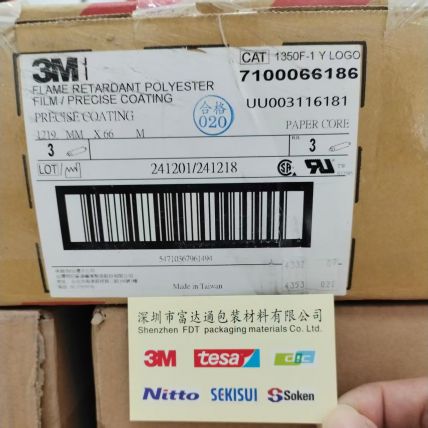 3M
CAT 1350F-1 Y LOGO
7100066186
FLAME RETARDANT POLYESTER
FILM / PRECISE COATING
UU003116181
PRECISE COATING
合格
020
1219 MM X 66 M
PAPER CORE
3
3
LOT
241201/241218
Made in Taiwan
深圳市富达通包装材料有限公司
Shenzhen FDT packaging materials Co. Ltd.
3M tesa dic
Nitto SEKISUI Soken